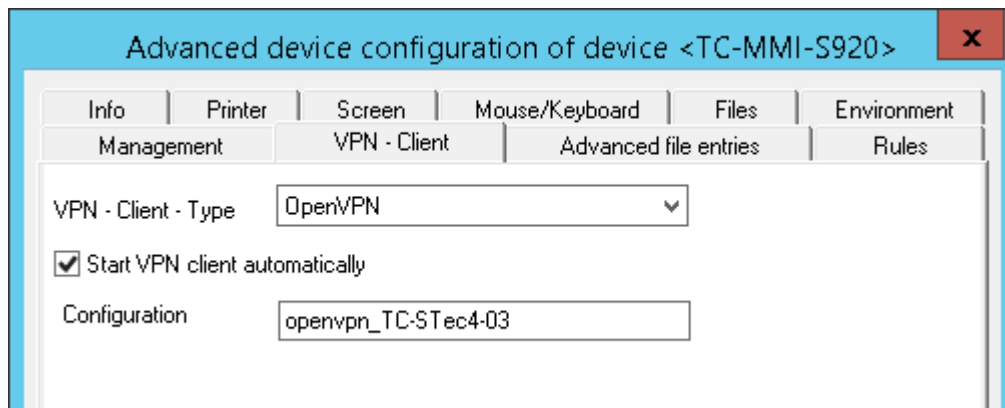 Advanced device configuration of device <TC-MMI-S920>
x
Info Printer Screen Mouse/Keyboard Files Environment
Management VPN - Client Advanced file entries Rules
VPN - Client - Type OpenVPN
Start VPN client automatically
Configuration openvpn_TC-STec4-03